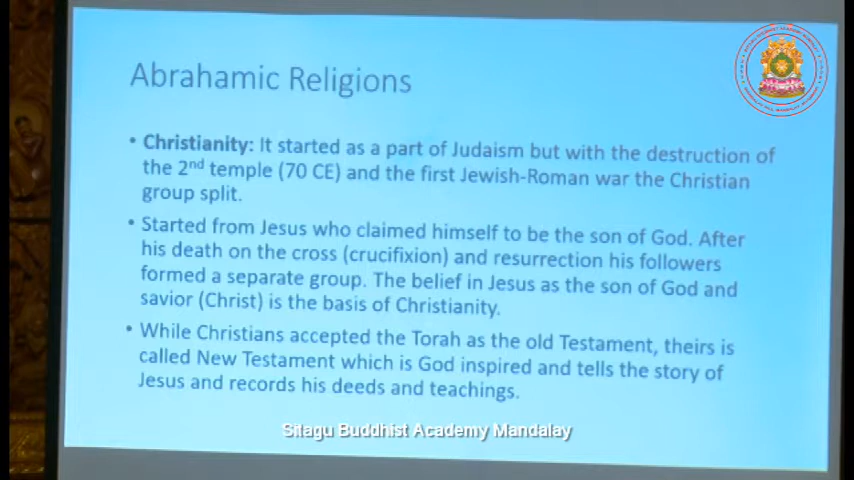 Abrahamic Religions
• Christianity: It started as a part of Judaism but with the destruction of
the 2nd temple (70 CE) and the first Jewish-Roman war the Christian
group split.
• Started from Jesus who claimed himself to be the son of God. After
his death on the cross (crucifixion) and resurrection his followers
formed a separate group. The belief in Jesus as the son of God and
savior (Christ) is the basis of Christianity.
• While Christians accepted the Torah as the old Testament, theirs is
called New Testament which is God inspired and tells the story of
Jesus and records his deeds and teachings.
Sitagu Buddhist Academy Mandalay